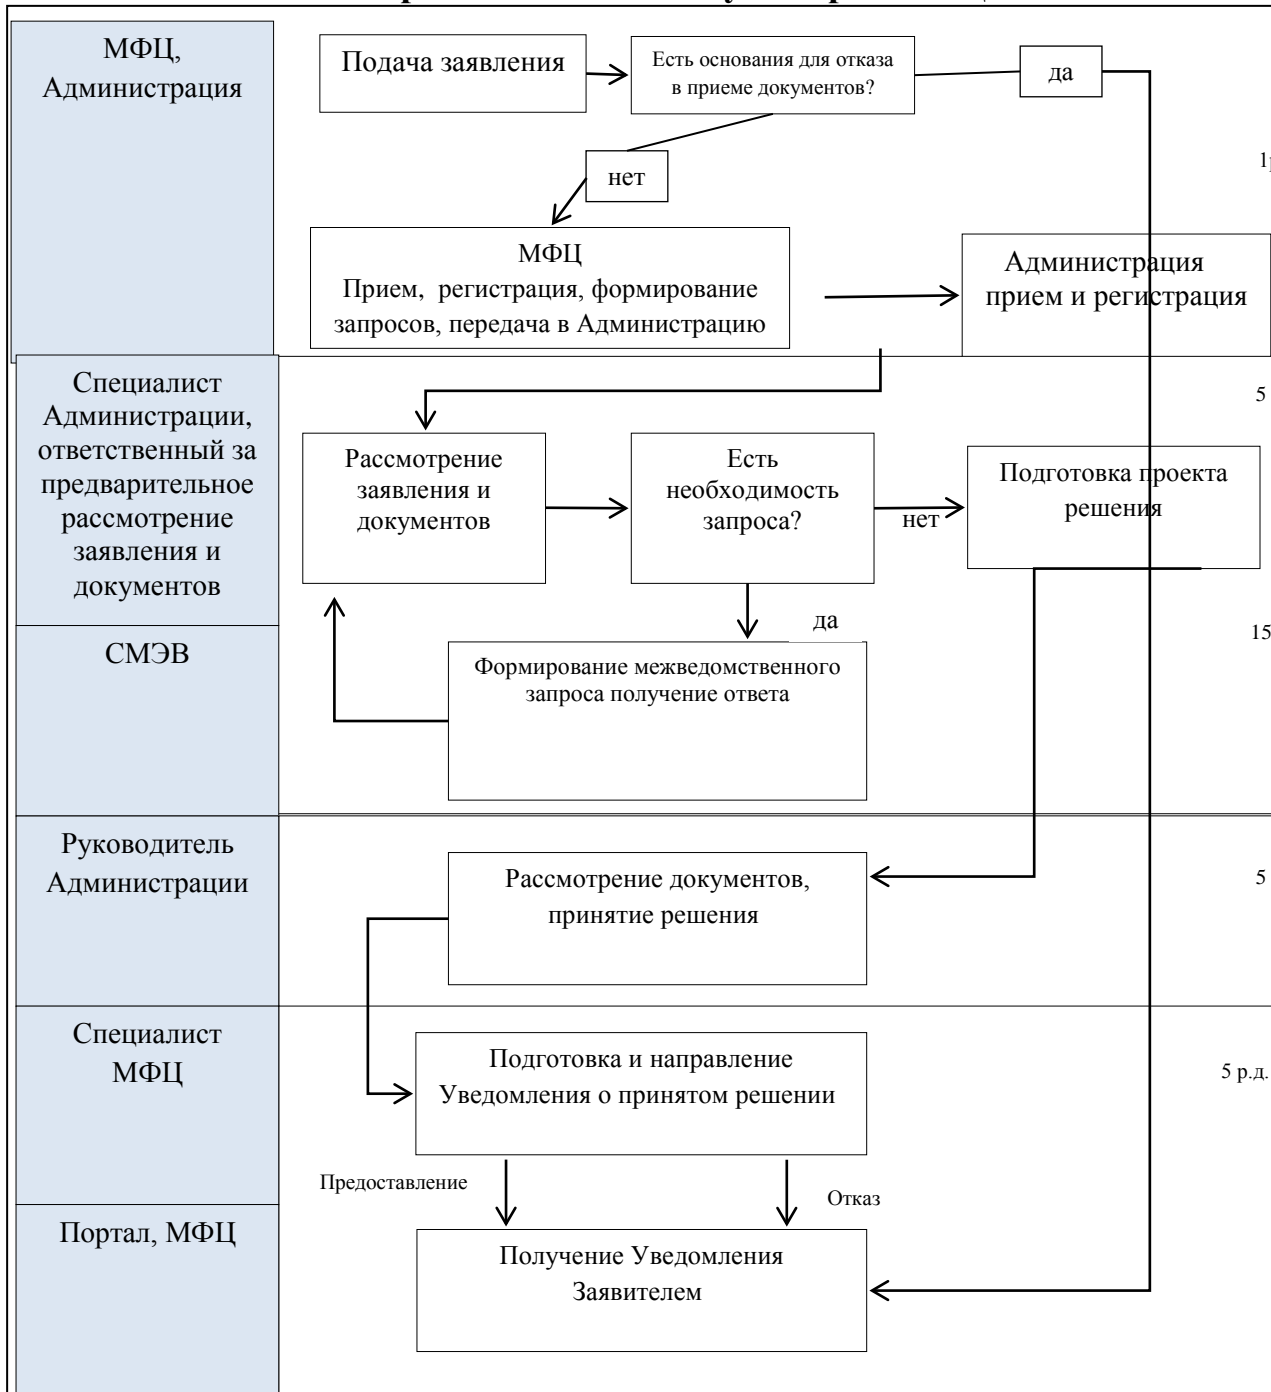 МФЦ,
Администрация
Подача заявления
Есть основания для отказа
в приеме документов?
да
нет
МФЦ
Прием, регистрация, формирование
запросов, передача в Администрацию
Администрация
прием и регистрация
Специалист
Администрации,
ответственный за
предварительное
рассмотрение
заявления и
документов
5
Рассмотрение
заявления и
документов
Есть
необходимость
запроса?
нет
Подготовка проекта
решения
да
СМЭВ
15
Формирование межведомственного
запроса получение ответа
Руководитель
Администрации
Рассмотрение документов,
принятие решения
5
Специалист
МФЦ
Подготовка и направление
Уведомления о принятом решении
5 р.д.
Предоставление
Отказ
Портал, МФЦ
Получение Уведомления
Заявителем